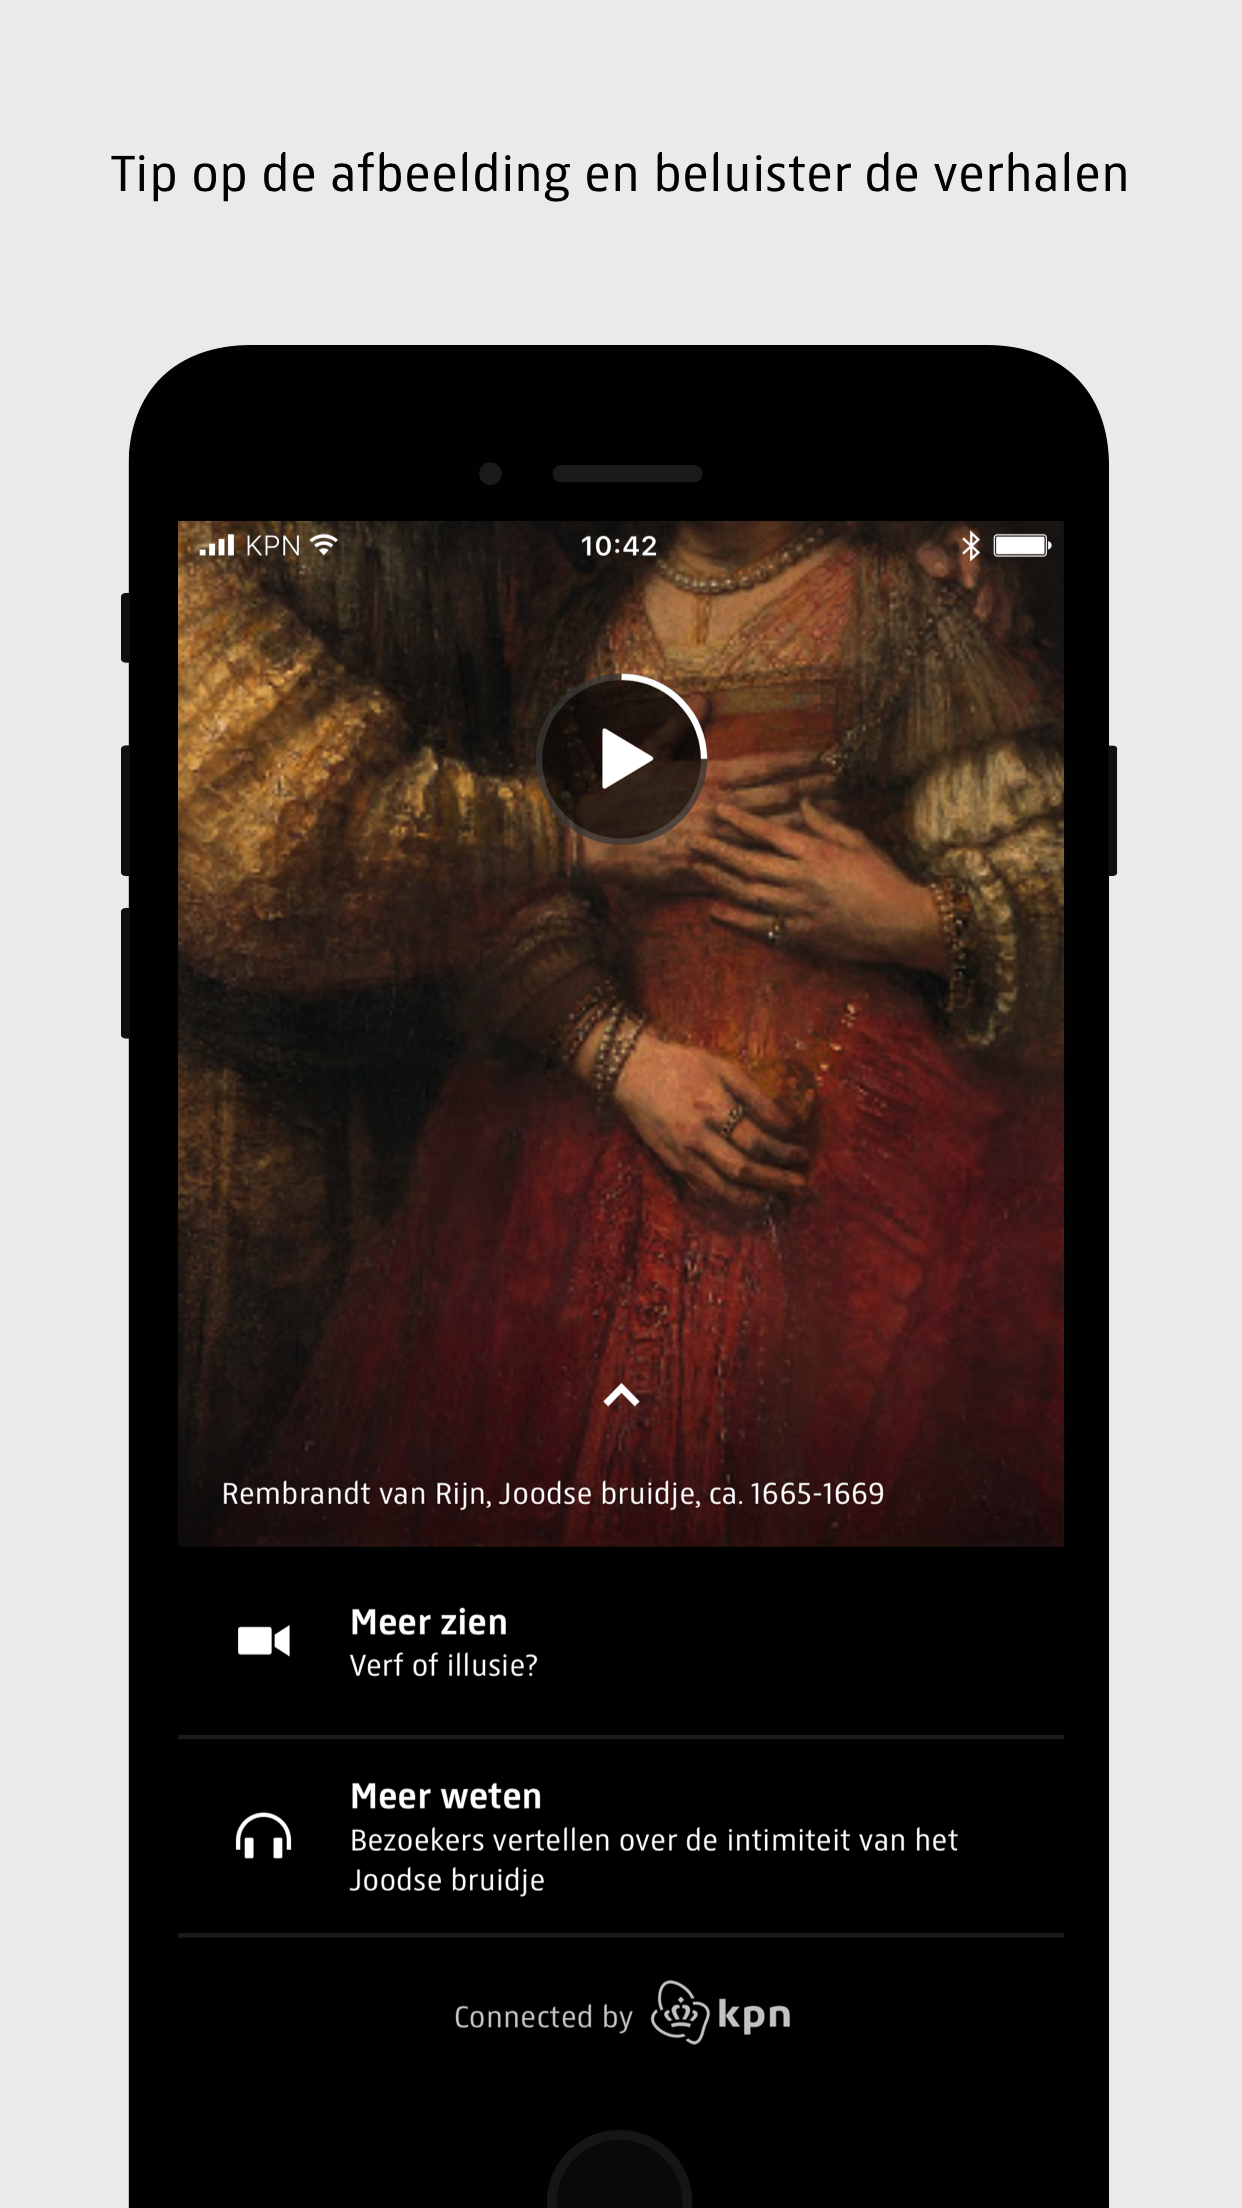 Tip op de afbeelding en beluister de verhalen
KPN
10:42
Rembrandt van Rijn, Joodse bruidje, ca. 1665-1669
Meer zien
Verf of illusie?
Meer weten
Bezoekers vertellen over de intimiteit van het
Joodse bruidje
Connected by kpn